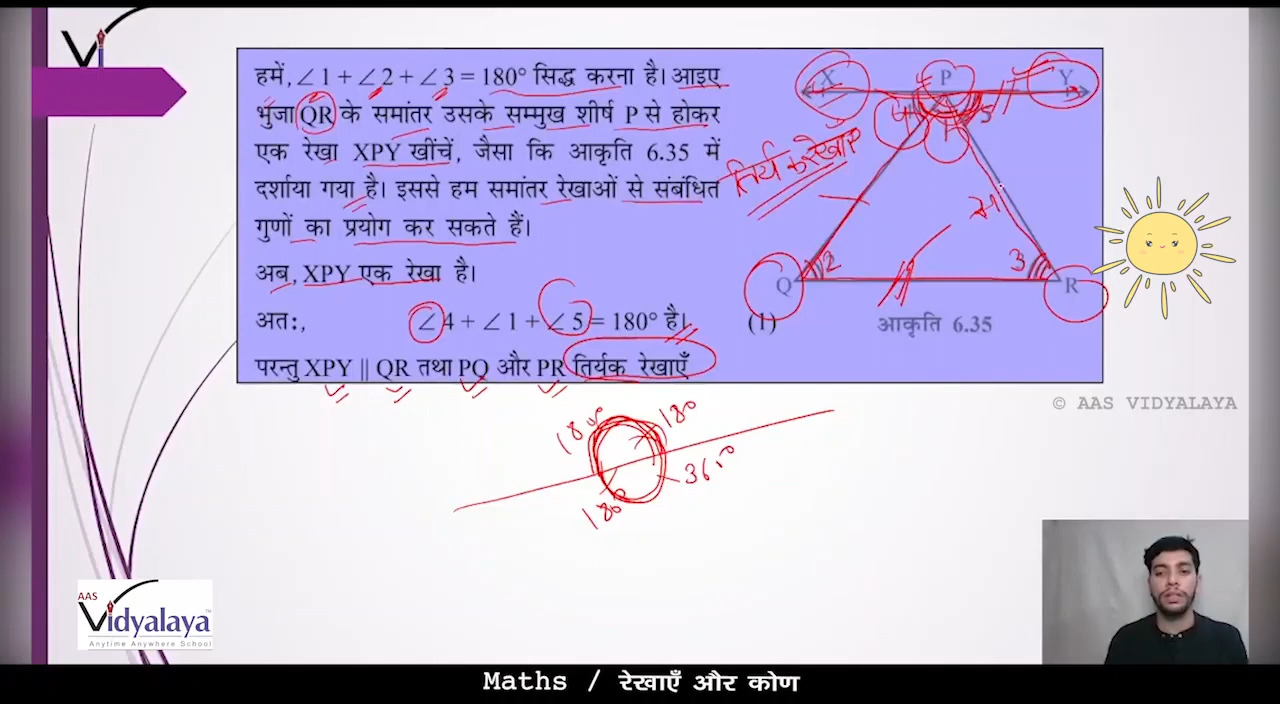 हमें, ∠1 + ∠2 + ∠3 = 180° सिद्ध करना है। आइए
भुजा QR के समांतर उसके सम्मुख शीर्ष P से होकर
एक रेखा XPY खींचें, जैसा कि आकृति 6.35 में
दर्शाया गया है। इससे हम समांतर रेखाओं से संबंधित
गुणों का प्रयोग कर सकते हैं।
अब, XPY एक रेखा है।
अतः, ∠4 + ∠1 + ∠5 = 180° है। (1)
परन्तु XPY || QR तथा PQ और PR तिर्यक रेखाएँ
X P Y
4 1 5
तिर्यक रेखाएँ
2 3
Q R
आकृति 6.35
© AAS VIDYALAYA
180° 180°
360°
180°
AAS
Vidyalaya
Anytime Anywhere School
Maths / रेखाएँ और कोण